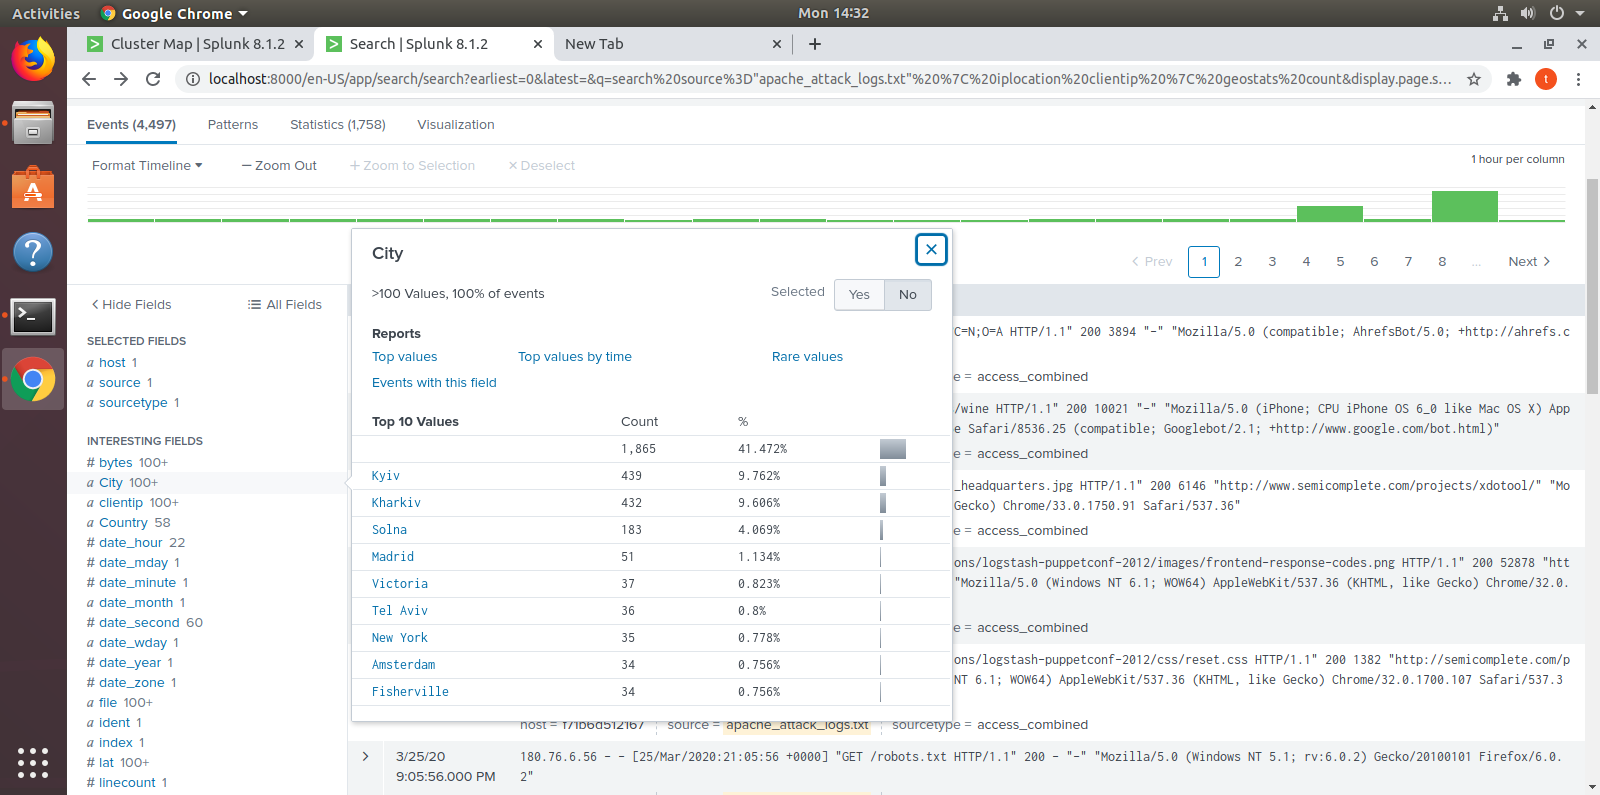 Activities Google Chrome Mon 14:32
Cluster Map | Splunk 8.1.2 Search | Splunk 8.1.2 New Tab
localhost:8000/en-US/app/search/search?earliest=0&latest=&q=search%20source%3D"apache_attack_logs.txt"%20%7C%20iplocation%20clientip%20%7C%20geostats%20count&display.page.s... t
Events (4,497) Patterns Statistics (1,758) Visualization
Format Timeline Zoom Out Zoom to Selection Deselect 1 hour per column
City
Prev 1 2 3 4 5 6 7 8 ... Next
>100 Values, 100% of events Selected Yes No
Hide Fields All Fields
Reports
Top values Top values by time Rare values
Events with this field
Top 10 Values Count %
1,865 41.472%
Kyiv 439 9.762%
Kharkiv 432 9.606%
Solna 183 4.069%
Madrid 51 1.134%
Victoria 37 0.823%
Tel Aviv 36 0.8%
New York 35 0.778%
Amsterdam 34 0.756%
Fisherville 34 0.756%
SELECTED FIELDS
a host 1
a source 1
a sourcetype 1
INTERESTING FIELDS
# bytes 100+
a City 100+
a clientip 100+
a Country 58
# date_hour 22
# date_mday 1
# date_minute 1
a date_month 1
# date_second 60
a date_wday 1
# date_year 1
# date_zone 1
a file 100+
a ident 1
a index 1
# lat 100+
# linecount 1
C=N;O=A HTTP/1.1" 200 3894 "-" "Mozilla/5.0 (compatible; AhrefsBot/5.0; +http://ahrefs.c
e = access_combined
/wine HTTP/1.1" 200 10021 "-" "Mozilla/5.0 (iPhone; CPU iPhone OS 6_0 like Mac OS X) App
e Safari/8536.25 (compatible; Googlebot/2.1; +http://www.google.com/bot.html)"
e = access_combined
_headquarters.jpg HTTP/1.1" 200 6146 "http://www.semicomplete.com/projects/xdotool/" "Mo
Gecko) Chrome/33.0.1750.91 Safari/537.36"
e = access_combined
ons/logstash-puppetconf-2012/images/frontend-response-codes.png HTTP/1.1" 200 52878 "htt
"Mozilla/5.0 (Windows NT 6.1; WOW64) AppleWebKit/537.36 (KHTML, like Gecko) Chrome/32.0.
e = access_combined
ons/logstash-puppetconf-2012/css/reset.css HTTP/1.1" 200 1382 "http://semicomplete.com/p
NT 6.1; WOW64) AppleWebKit/537.36 (KHTML, like Gecko) Chrome/32.0.1700.107 Safari/537.3
host = f71b6d512167 source = apache_attack_logs.txt sourcetype = access_combined
3/25/20
9:05:56.000 PM
180.76.6.56 - - [25/Mar/2020:21:05:56 +0000] "GET /robots.txt HTTP/1.1" 200 - "-" "Mozilla/5.0 (Windows NT 5.1; rv:6.0.2) Gecko/20100101 Firefox/6.0.
2"